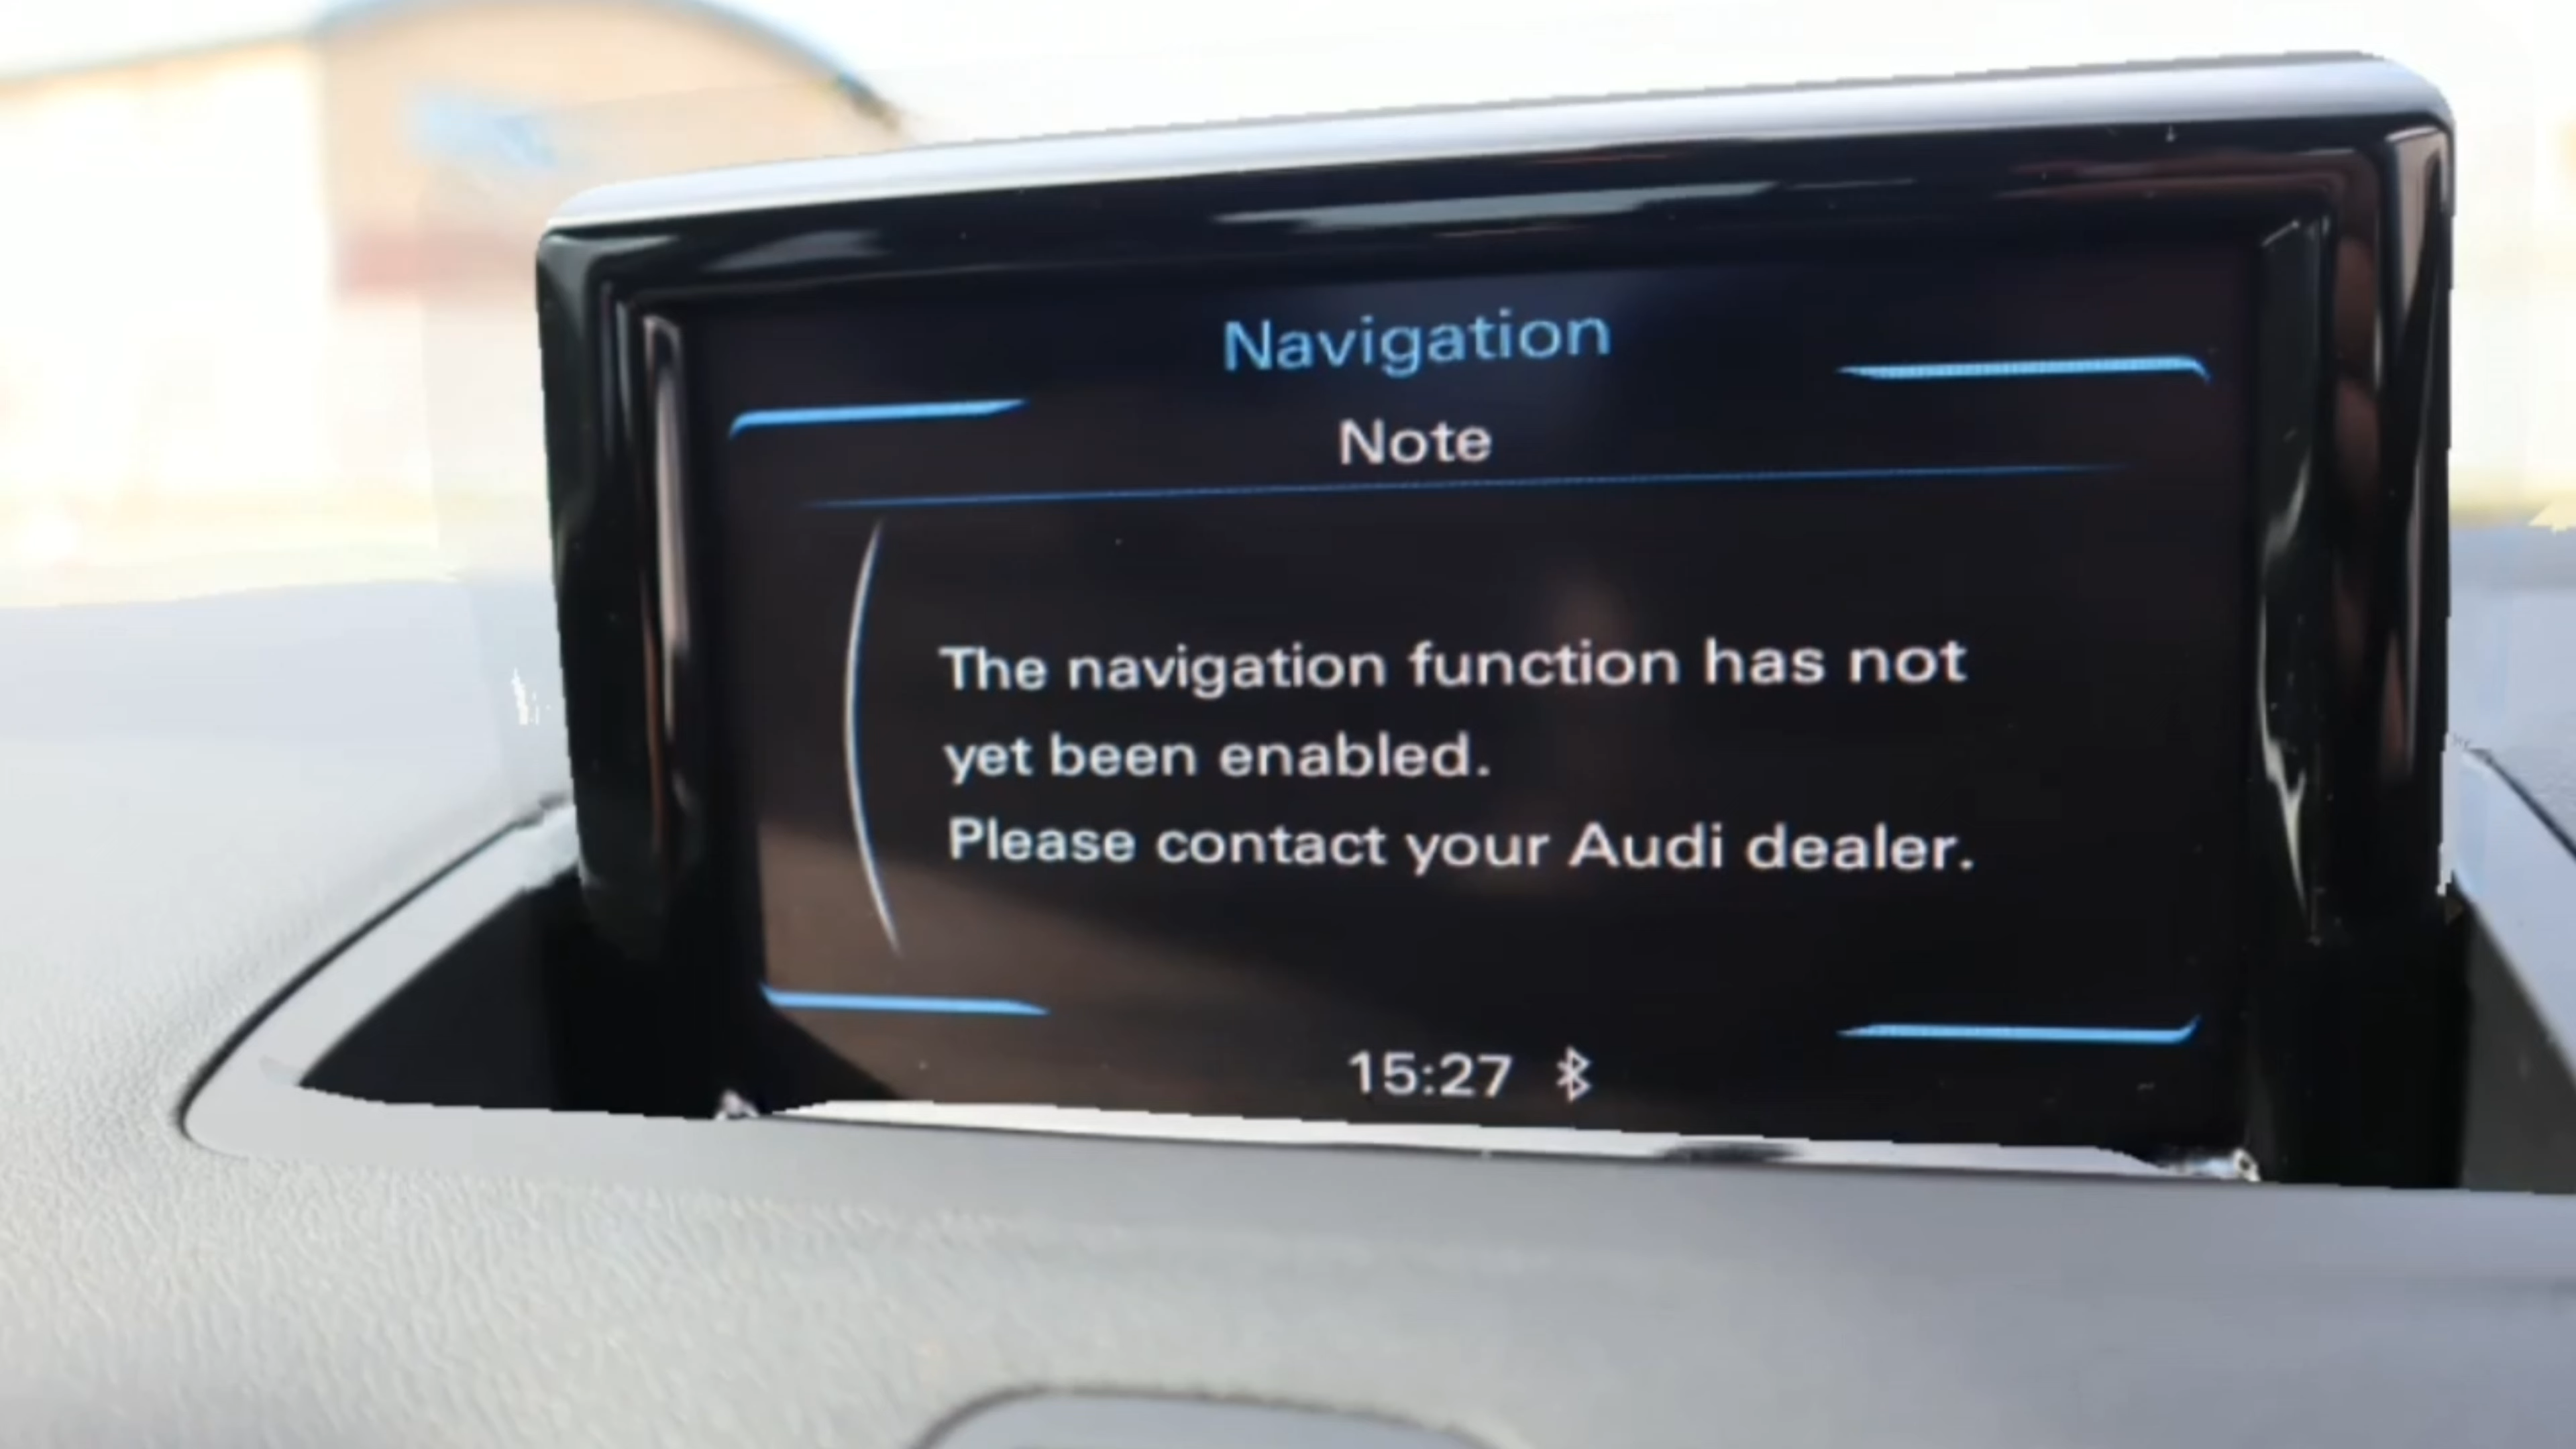 Navigation
Note
The navigation function has not
yet been enabled.
Please contact your Audi dealer.
15:27